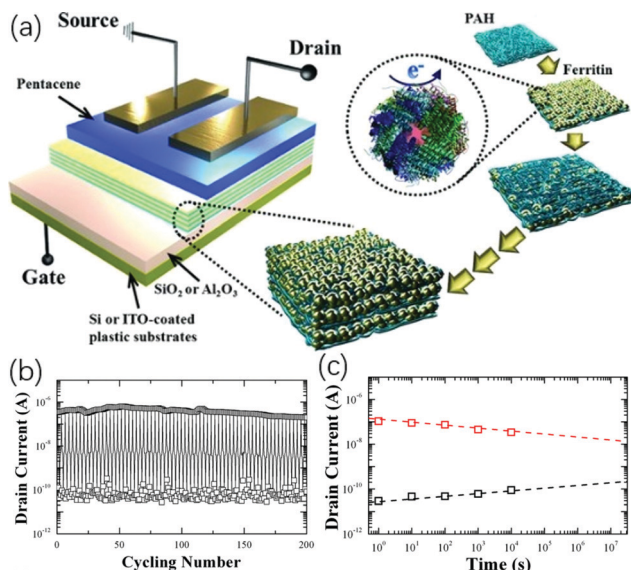 (a)
Source
Drain
Pentacene
Gate
SiO₂ or Al₂O₃
Si or ITO-coated
plastic substrates
PAH
e⁻
Ferritin
(b)
Drain Current (A)
10⁻⁶
10⁻⁸
10⁻¹⁰
10⁻¹²
0 50 100 150 200
Cycling Number
(c)
Drain Current (A)
10⁻⁶
10⁻⁸
10⁻¹⁰
10⁻¹²
10⁰ 10¹ 10² 10³ 10⁴ 10⁵ 10⁶ 10⁷
Time (s)